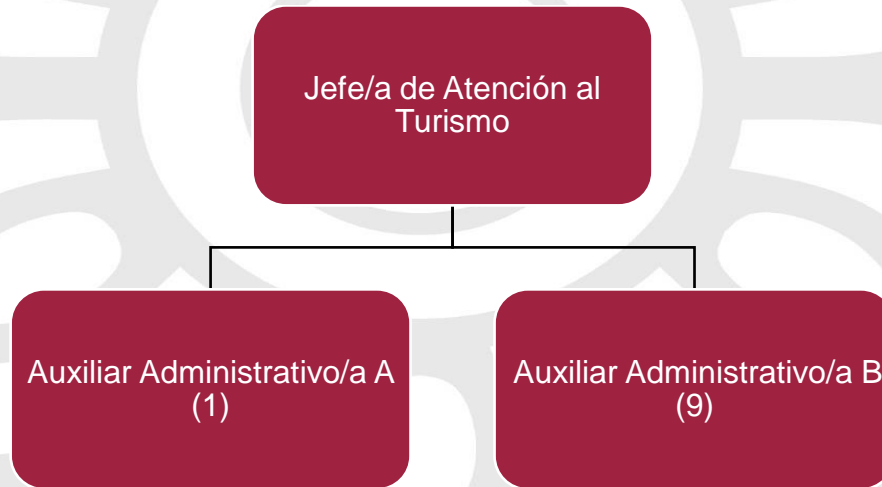 Jefe/a de Atención al
Turismo
Auxiliar Administrativo/a A
(1)
Auxiliar Administrativo/a B
(9)